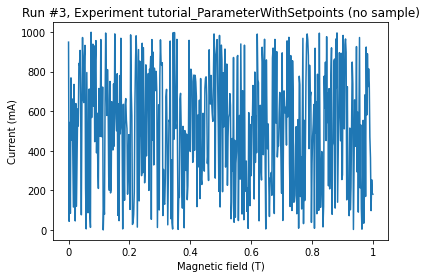 Run #3, Experiment tutorial_ParameterWithSetpoints (no sample)
1000
800
600
400
200
0
Current (mA)
0 0.2 0.4 0.6 0.8 1
Magnetic field (T)